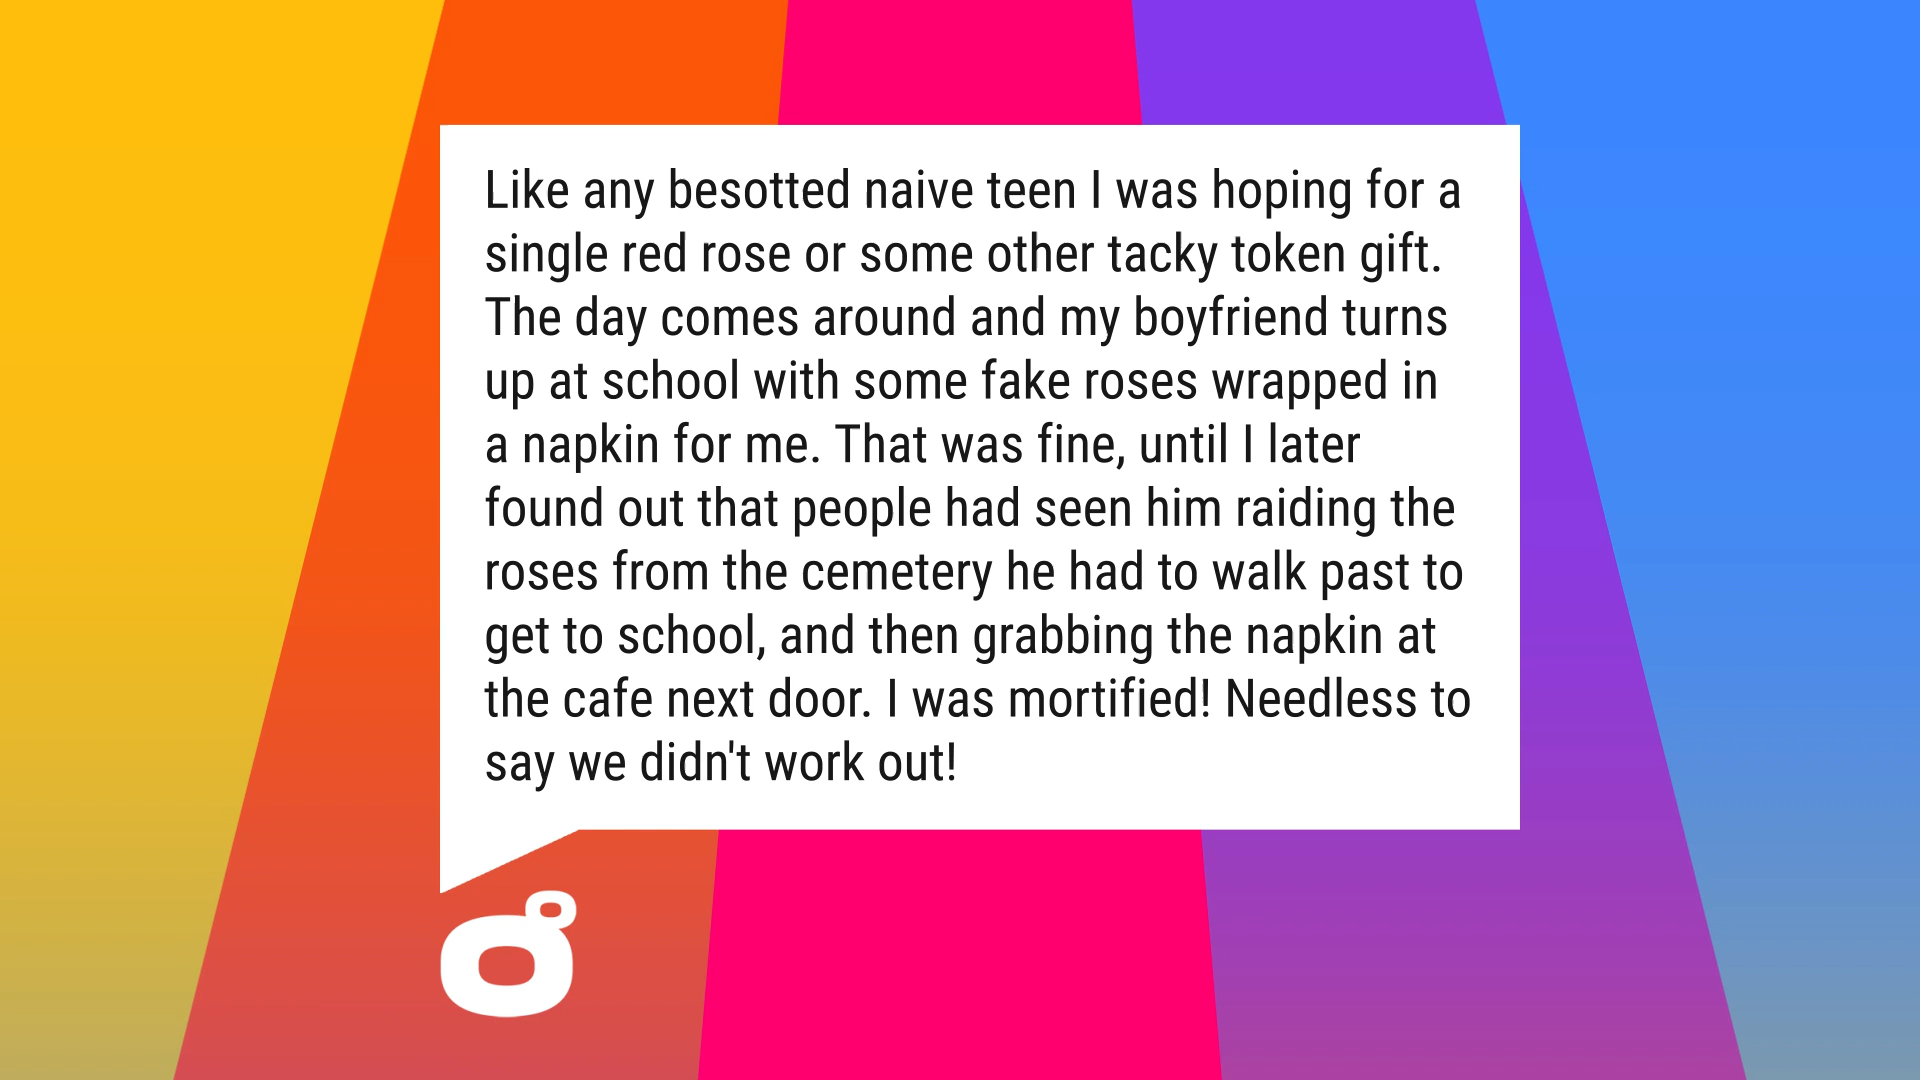 Like any besotted naive teen I was hoping for a
single red rose or some other tacky token gift.
The day comes around and my boyfriend turns
up at school with some fake roses wrapped in
a napkin for me. That was fine, until I later
found out that people had seen him raiding the
roses from the cemetery he had to walk past to
get to school, and then grabbing the napkin at
the cafe next door. I was mortified! Needless to
say we didn't work out!